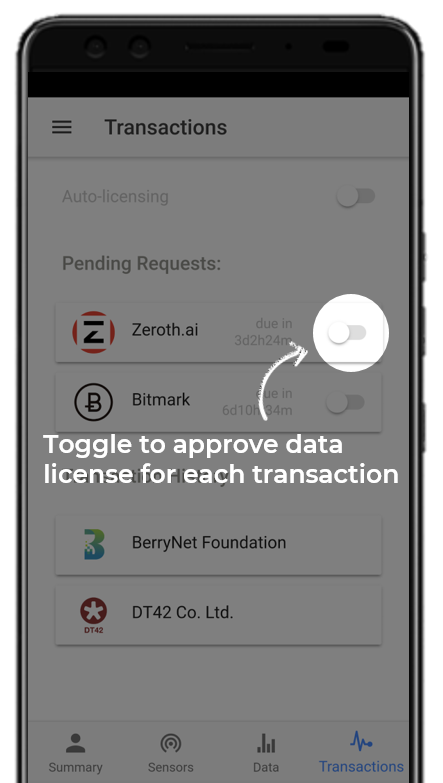 Transactions
Auto-licensing
Pending Requests:
Zeroth.ai
due in
3d2h24m
Bitmark
due in
6d10h34m
Toggle to approve data
license for each transaction
BerryNet Foundation
DT42 Co. Ltd.
DT42
Summary
Sensors
Data
Transactions